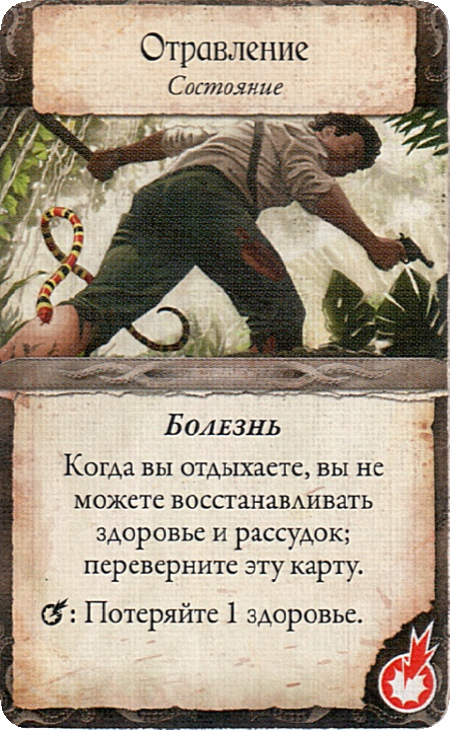 Отравление
Состояние
Болезнь
Когда вы отдыхаете, вы не
можете восстанавливать
здоровье и рассудок;
переверните эту карту.
: Потеряйте 1 здоровье.